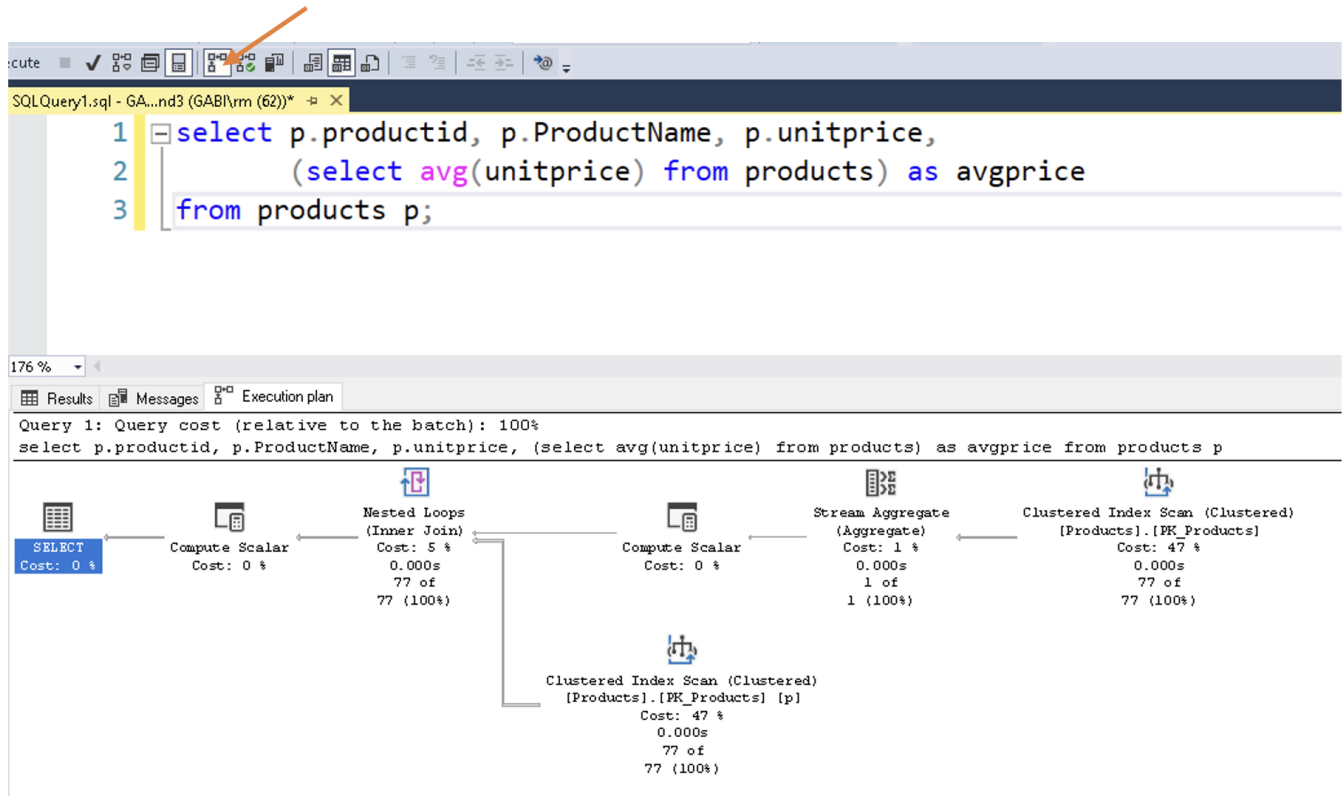 :cute
SQLQuery1.sql - GA...nd3 (GABI\rm (62))*
1 select p.productid, p.ProductName, p.unitprice,
2 (select avg(unitprice) from products) as avgprice
3 from products p;
176 %
Results Messages Execution plan
Query 1: Query cost (relative to the batch): 100%
select p.productid, p.ProductName, p.unitprice, (select avg(unitprice) from products) as avgprice from products p
SELECT
Cost: 0 %
Compute Scalar
Cost: 0 %
Nested Loops
(Inner Join)
Cost: 5 %
0.000s
77 of
77 (100%)
Compute Scalar
Cost: 0 %
Stream Aggregate
(Aggregate)
Cost: 1 %
0.000s
1 of
1 (100%)
Clustered Index Scan (Clustered)
[Products].[PK_Products]
Cost: 47 %
0.000s
77 of
77 (100%)
Clustered Index Scan (Clustered)
[Products].[PK_Products] [p]
Cost: 47 %
0.000s
77 of
77 (100%)